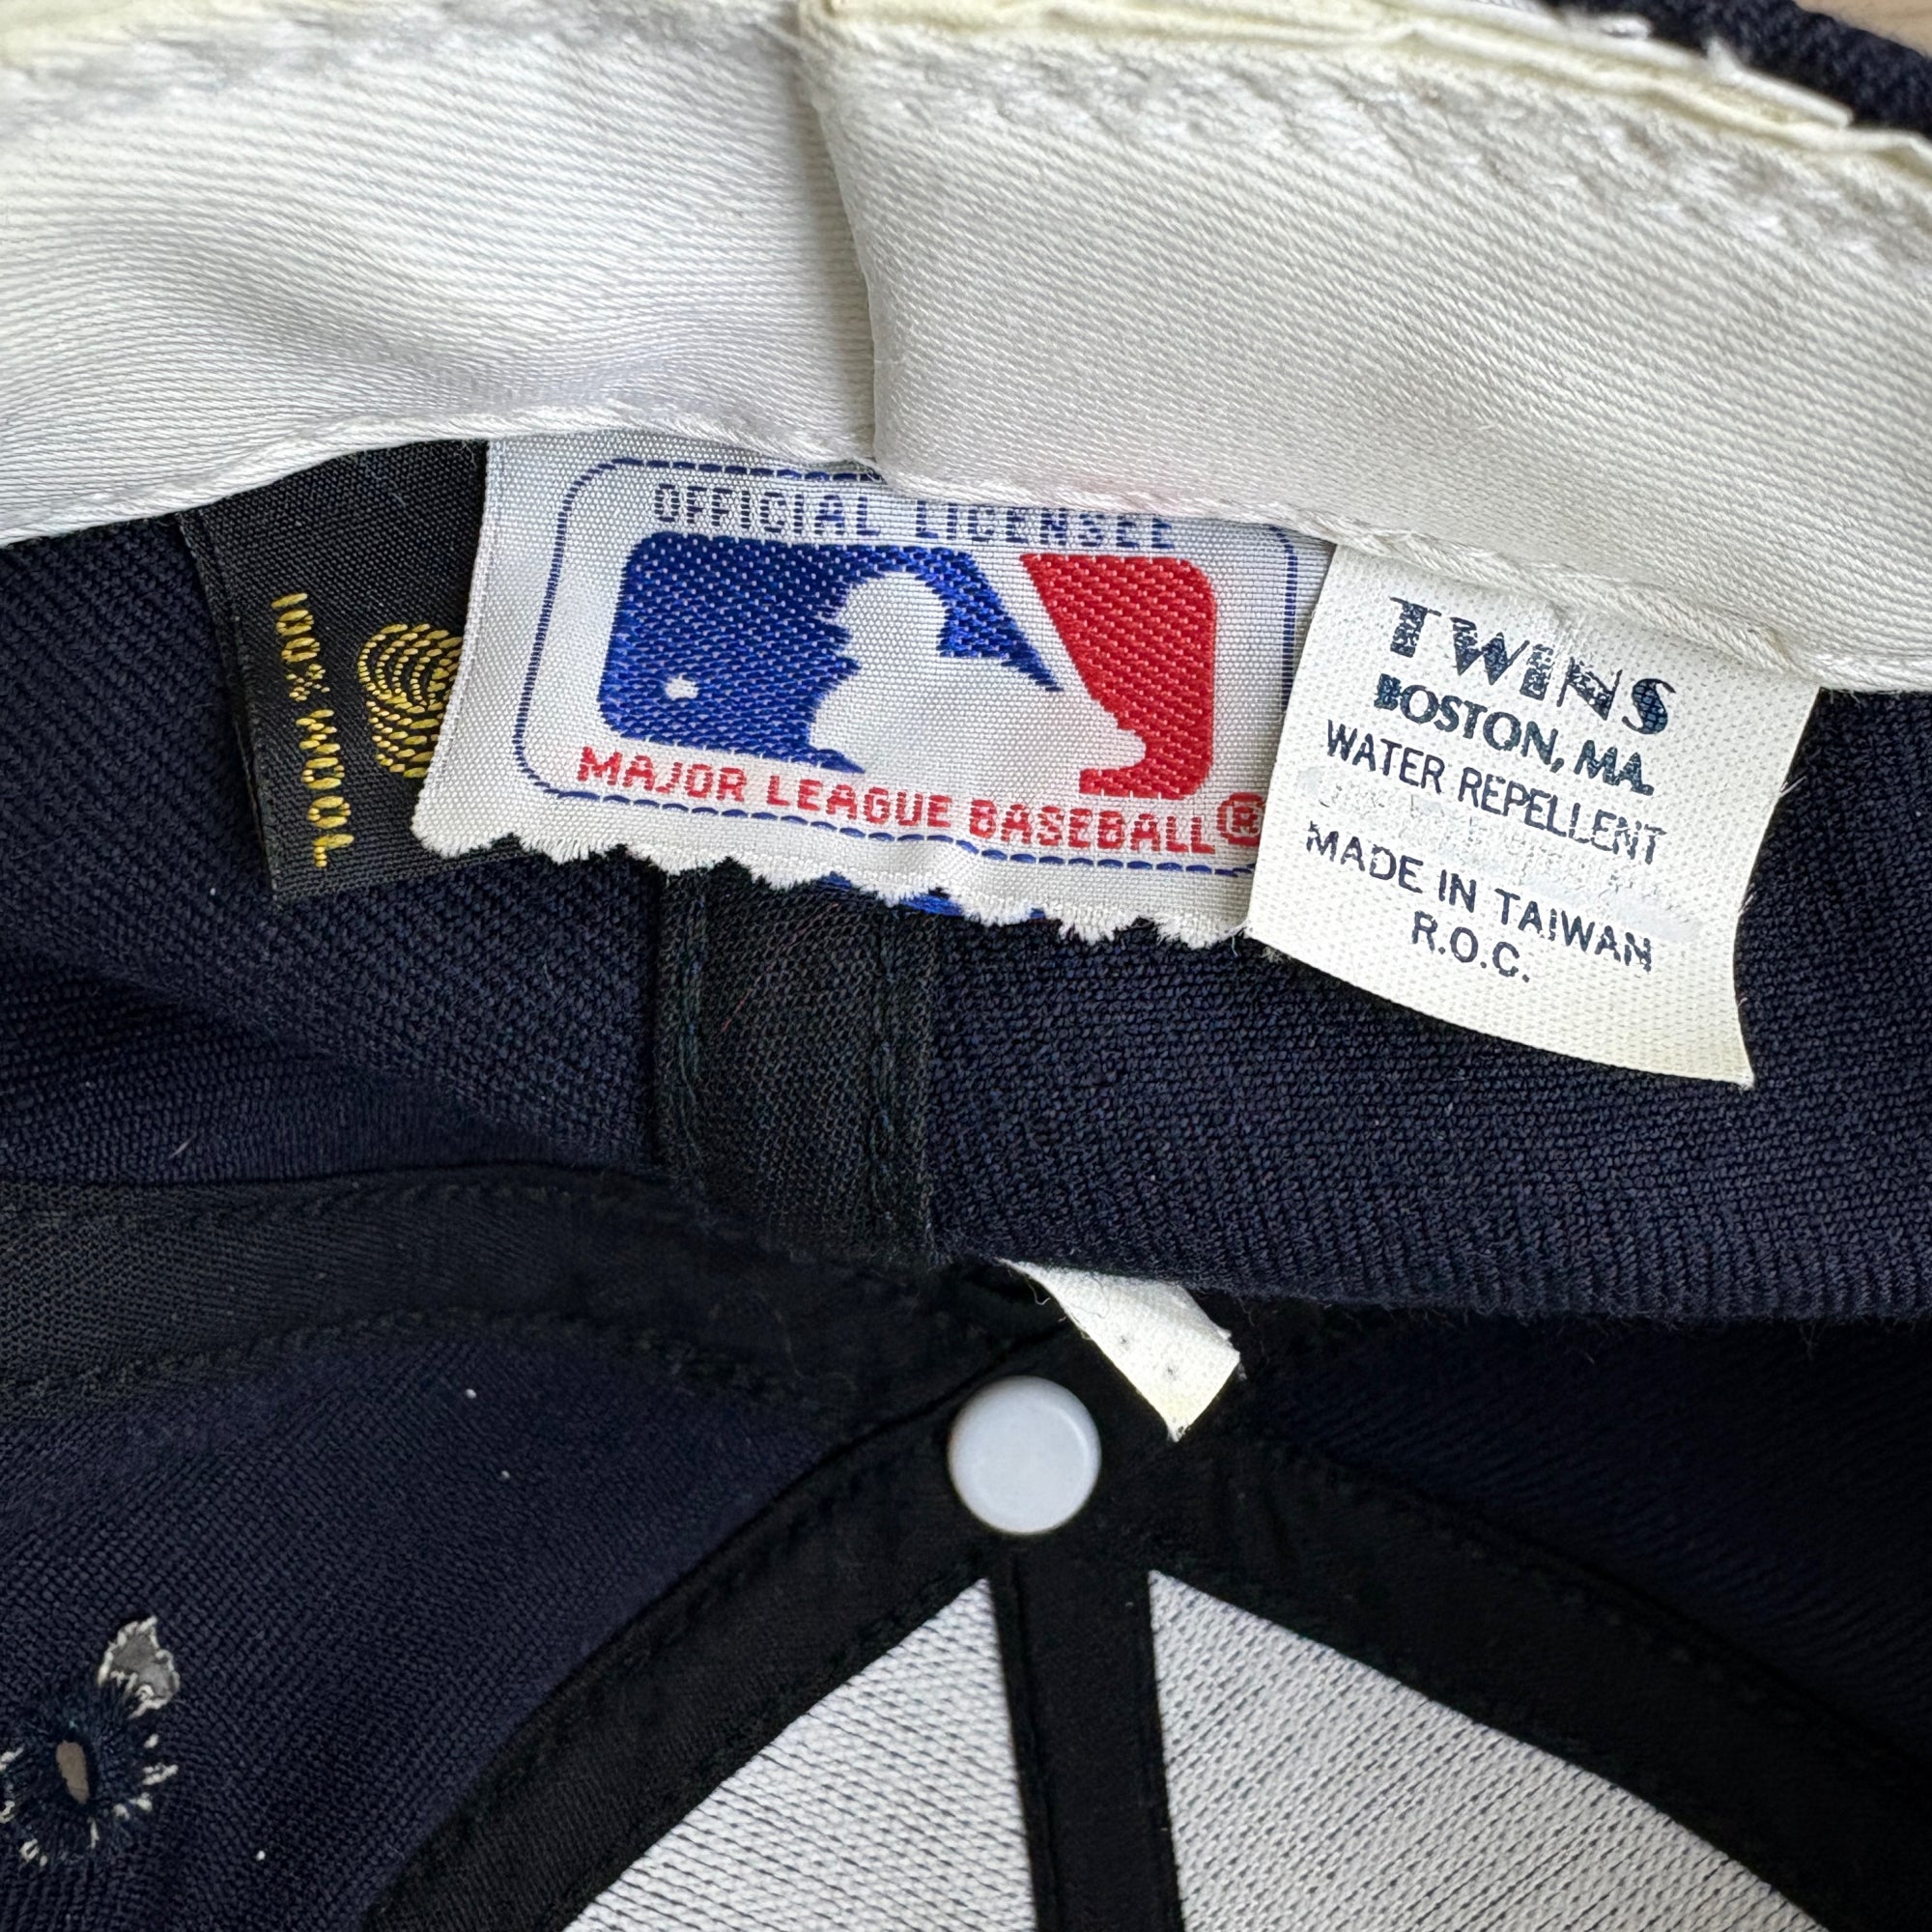 100% WOOL
OFFICIAL LICENSEE
MAJOR LEAGUE BASEBALL®
TWINS
BOSTON, MA.
WATER REPELLENT
MADE IN TAIWAN
R.O.C.